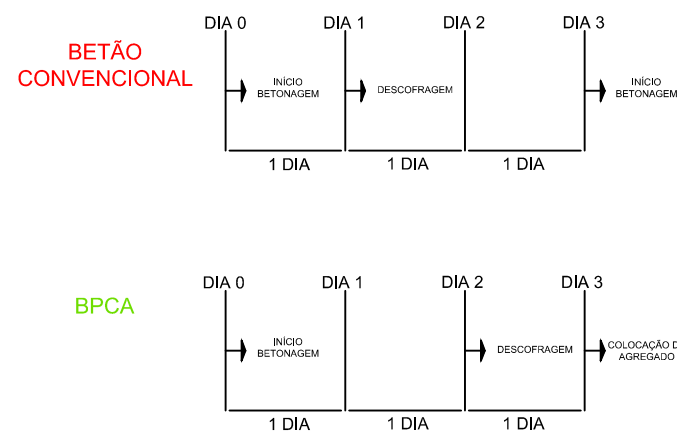 DIA 0 DIA 1 DIA 2 DIA 3
BETÃO
CONVENCIONAL
INÍCIO
BETONAGEM
DESCOFRAGEM
INÍCIO
BETONAGEM
1 DIA 1 DIA 1 DIA
DIA 0 DIA 1 DIA 2 DIA 3
BPCA
INÍCIO
BETONAGEM
DESCOFRAGEM
COLOCAÇÃO D
AGREGADO
1 DIA 1 DIA 1 DIA